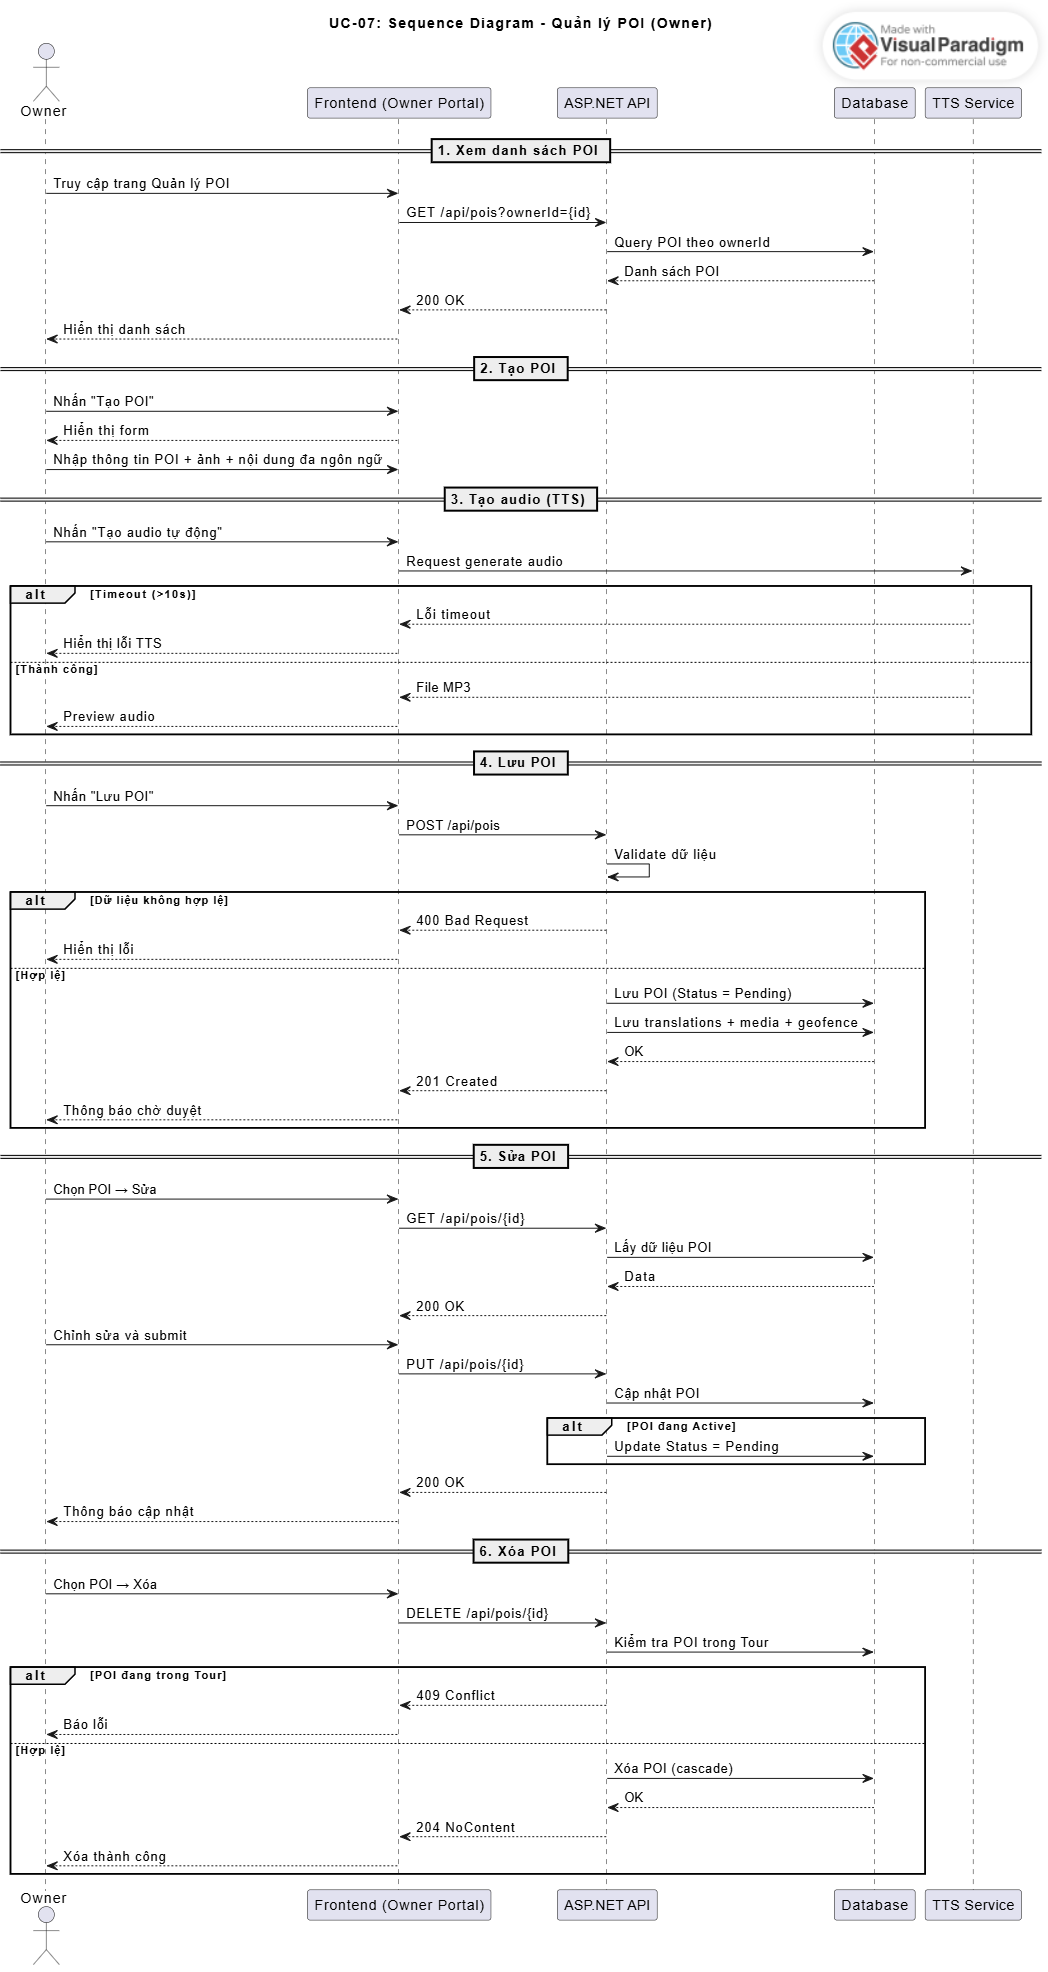 UC-07: Sequence Diagram - Quản lý POI (Owner)
Made with
Visual Paradigm
For non-commercial use
Owner
Frontend (Owner Portal)
ASP.NET API
Database
TTS Service
1. Xem danh sách POI
Truy cập trang Quản lý POI
GET /api/pois?ownerId={id}
Query POI theo ownerId
Danh sách POI
200 OK
Hiển thị danh sách
2. Tạo POI
Nhấn "Tạo POI"
Hiển thị form
Nhập thông tin POI + ảnh + nội dung đa ngôn ngữ
3. Tạo audio (TTS)
Nhấn "Tạo audio tự động"
Request generate audio
alt
[Timeout (>10s)]
Lỗi timeout
Hiển thị lỗi TTS
[Thành công]
File MP3
Preview audio
4. Lưu POI
Nhấn "Lưu POI"
POST /api/pois
Validate dữ liệu
alt
[Dữ liệu không hợp lệ]
400 Bad Request
Hiển thị lỗi
[Hợp lệ]
Lưu POI (Status = Pending)
Lưu translations + media + geofence
OK
201 Created
Thông báo chờ duyệt
5. Sửa POI
Chọn POI → Sửa
GET /api/pois/{id}
Lấy dữ liệu POI
Data
200 OK
Chỉnh sửa và submit
PUT /api/pois/{id}
Cập nhật POI
alt
[POI đang Active]
Update Status = Pending
200 OK
Thông báo cập nhật
6. Xóa POI
Chọn POI → Xóa
DELETE /api/pois/{id}
Kiểm tra POI trong Tour
alt
[POI đang trong Tour]
409 Conflict
Báo lỗi
[Hợp lệ]
Xóa POI (cascade)
OK
204 NoContent
Xóa thành công
Owner
Frontend (Owner Portal)
ASP.NET API
Database
TTS Service